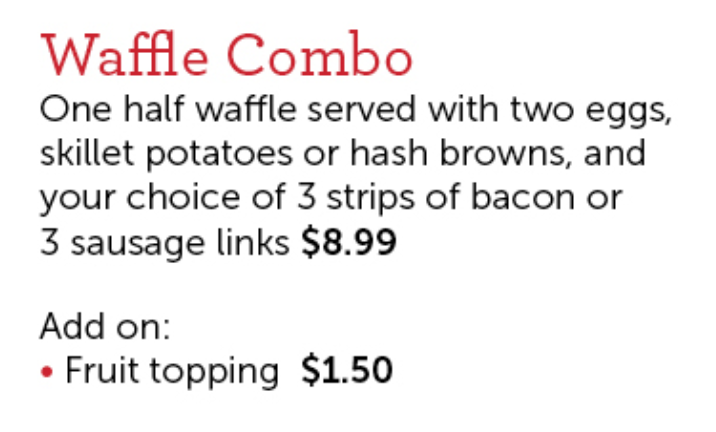 Waffle Combo
One half waffle served with two eggs,
skillet potatoes or hash browns, and
your choice of 3 strips of bacon or
3 sausage links $8.99
Add on:
• Fruit topping $1.50